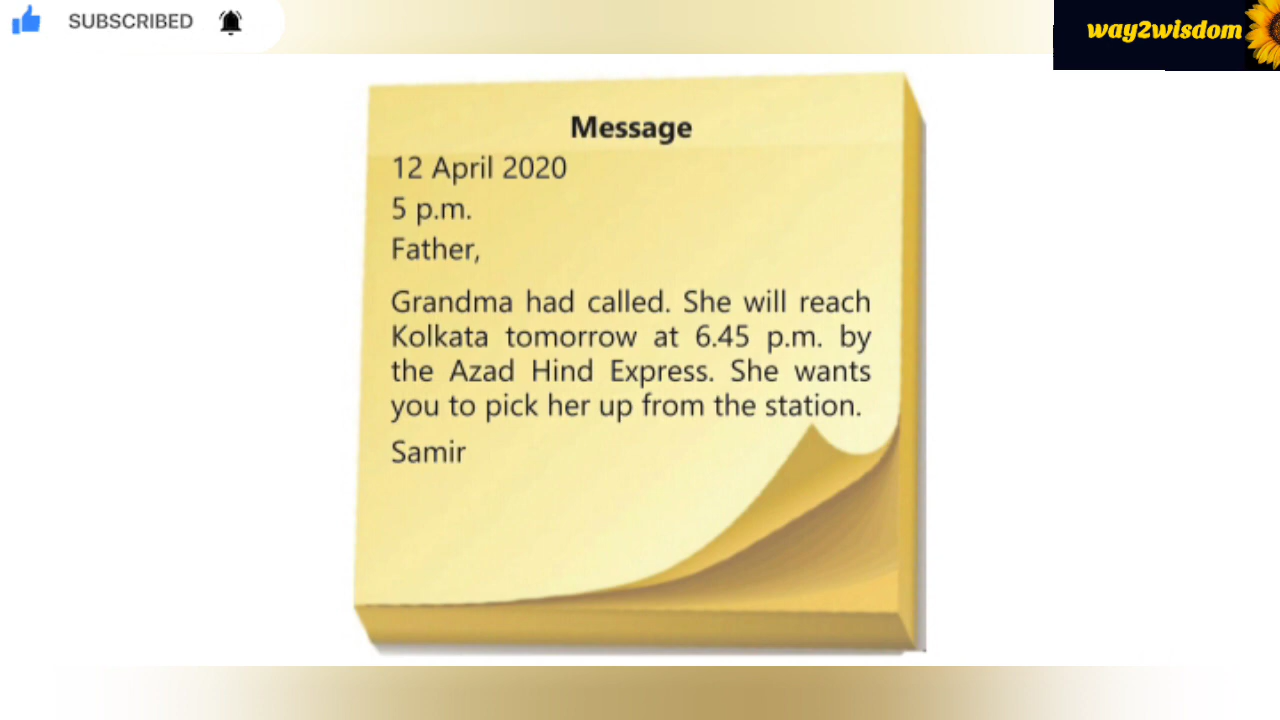 SUBSCRIBED
way2wisdom
Message
12 April 2020
5 p.m.
Father,
Grandma had called. She will reach
Kolkata tomorrow at 6.45 p.m. by
the Azad Hind Express. She wants
you to pick her up from the station.
Samir